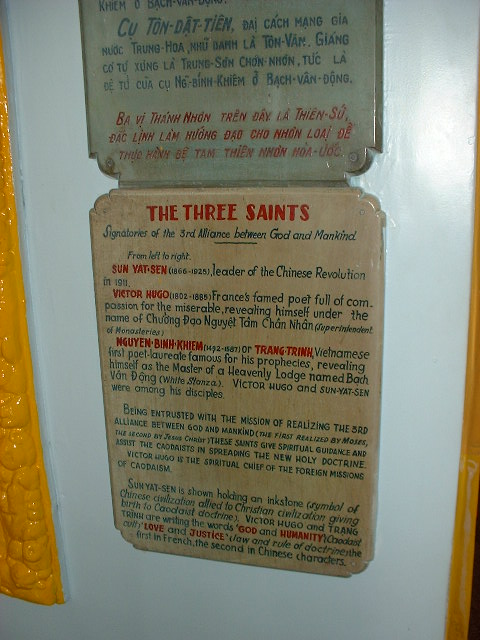 KHIÊM Ở BẠCH-VÂN-ĐỘNG.
CỤ TÔN-DẬT-TIÊN, ĐẠI CÁCH MẠNG GIA
NƯỚC TRUNG-HOA, NHŨ DANH LÀ TÔN-VĂN. GIÁNG
CƠ TỰ XƯNG LÀ TRUNG-SƠN CHƠN-NHƠN, TỨC LÀ
ĐỆ TỬ CỦA CỤ NG-BỈNH-KHIÊM Ở BẠCH-VÂN-ĐỘNG.
BA VỊ THÁNH NHƠN TRÊN ĐÂY LÀ THIÊN-SỨ,
ĐẮC LỊNH LÀM HƯỚNG ĐẠO CHO NHƠN LOẠI ĐỂ
THỰC HÀNH ĐỆ TAM THIÊN NHƠN HÒA-ƯỚC.
THE THREE SAINTS
Signatories of the 3rd Alliance between God and Mankind
From left to right.
SUN YAT-SEN (1866-1925), leader of the Chinese Revolution
in 1911.
VICTOR HUGO (1802-1885) France's famed poet full of com-
passion for the miserable, revealing himself under the
name of Chưởng Đạo Nguyệt Tâm Chân Nhân (Superintendent
of Monasteries)
NGUYEN-BINH-KHIEM (1492-1587) or TRANG-TRINH, Vietnamese
first poet-laureate famous for his prophecies, revealing
himself as the Master of a Heavenly Lodge named Bach
Vân Động (White Stanza). VICTOR HUGO and SUN-YAT-SEN
were among his disciples.
BEING ENTRUSTED WITH THE MISSION OF REALIZING THE 3RD
ALLIANCE BETWEEN GOD AND MANKIND (THE FIRST REALIZED BY MOSES,
THE SECOND BY JESUS CHRIST) THESE SAINTS GIVE SPIRITUAL GUIDANCE AND
ASSIST THE CAODAISTS IN SPREADING THE NEW HOLY DOCTRINE.
VICTOR HUGO IS THE SPIRITUAL CHIEF OF THE FOREIGN MISSIONS
OF CAODAISM.
SUN YAT-SEN is shown holding an inkstone (symbol of
Chinese civilization allied to Christian civilization giving
birth to Caodaist doctrine). VICTOR HUGO and TRANG
TRINH are writing the words "GOD and HUMANITY" (Caodaist
cult) "LOVE and JUSTICE" (law and rule of doctrine) the
first in French, the second in Chinese characters.